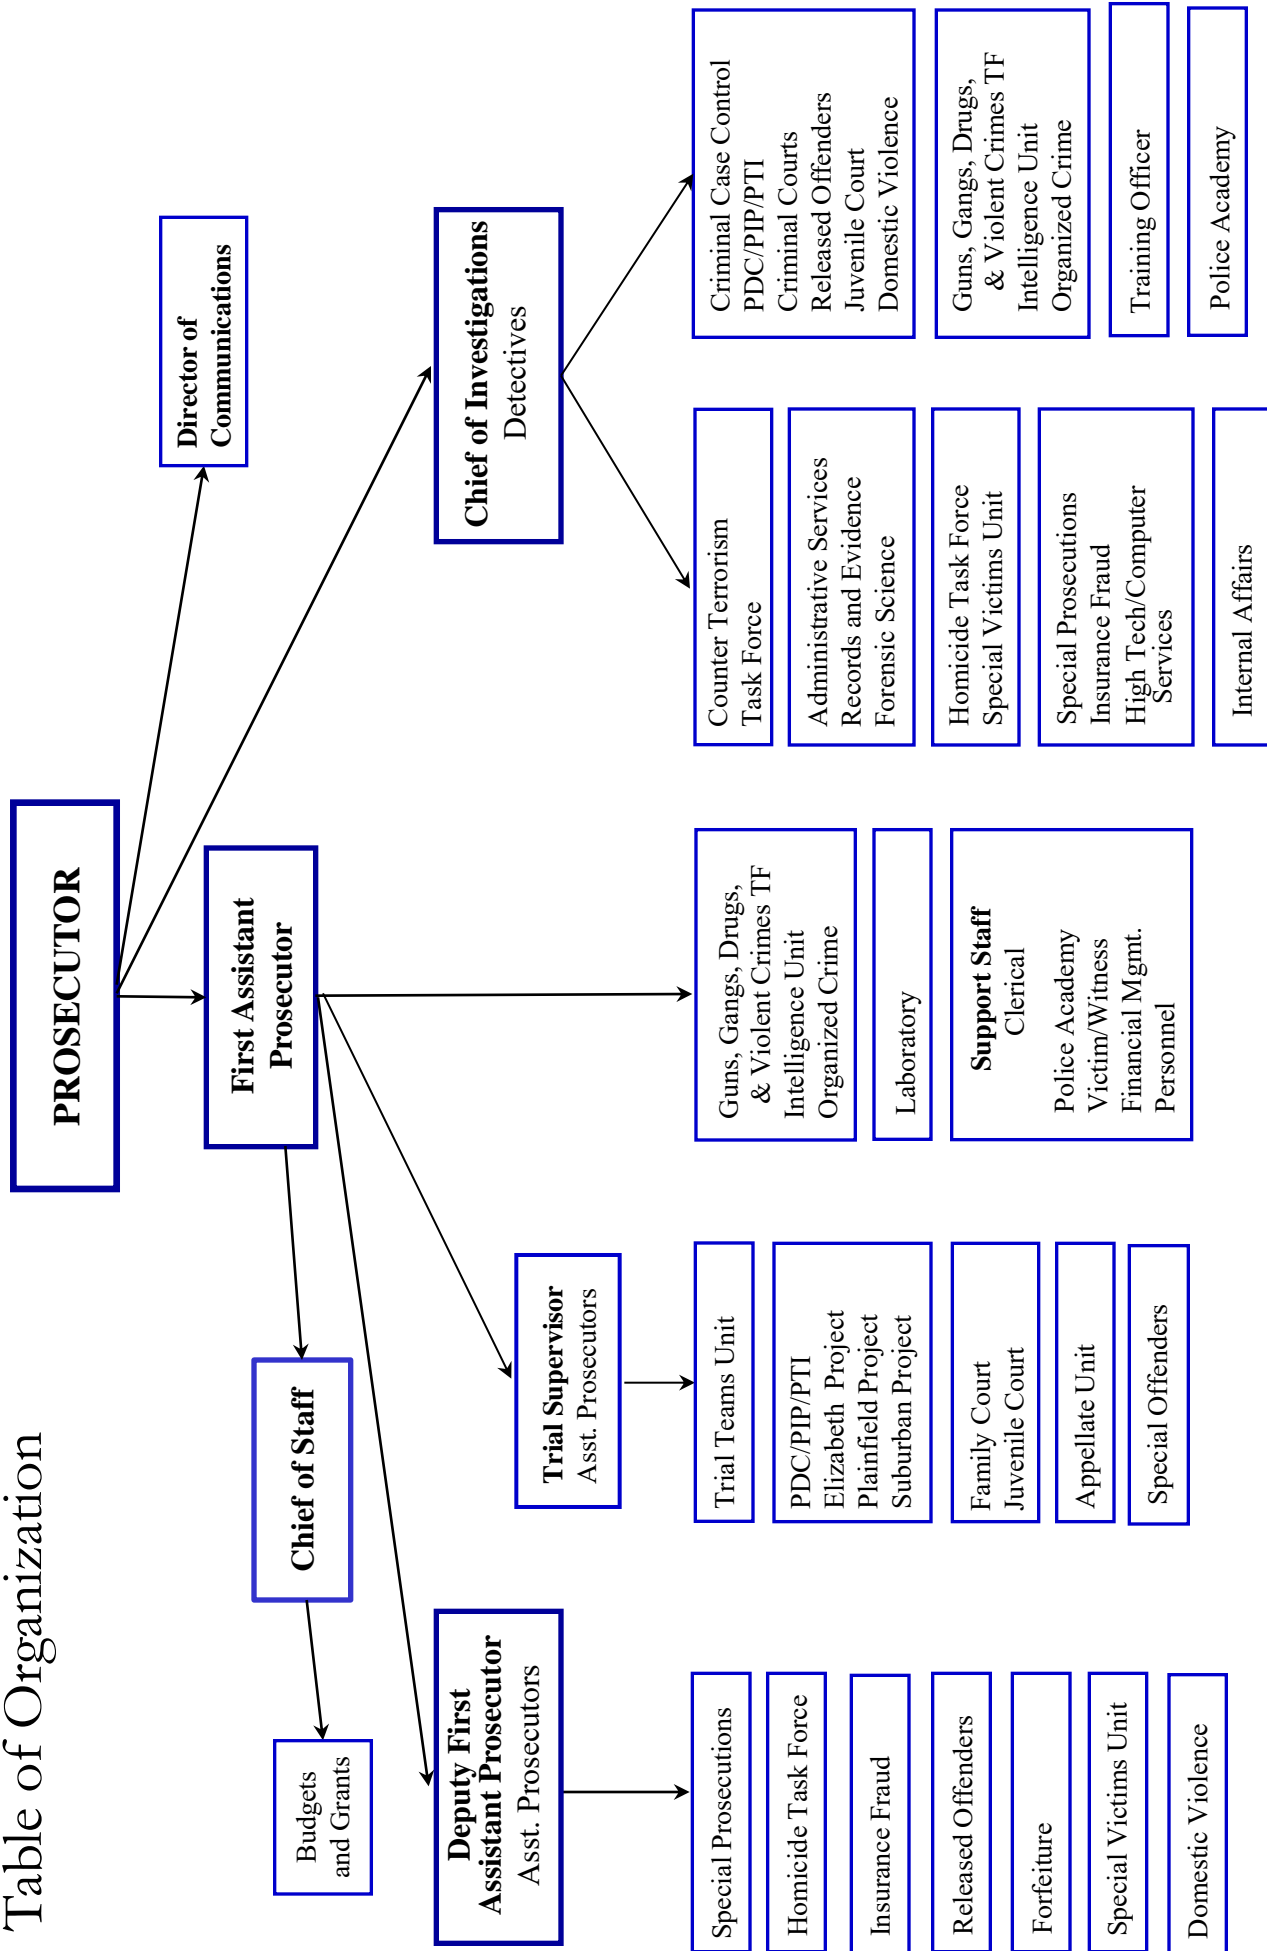 Table of Organization
PROSECUTOR
Director of
Communications
First Assistant
Prosecutor
Chief of Staff
Budgets
and Grants
Deputy First
Assistant Prosecutor
Asst. Prosecutors
Trial Supervisor
Asst. Prosecutors
Chief of Investigations
Detectives
Special Prosecutions
Homicide Task Force
Insurance Fraud
Released Offenders
Forfeiture
Special Victims Unit
Domestic Violence
Trial Teams Unit
PDC/PIP/PTI
Elizabeth Project
Plainfield Project
Suburban Project
Family Court
Juvenile Court
Appellate Unit
Special Offenders
Guns, Gangs, Drugs,
& Violent Crimes TF
Intelligence Unit
Organized Crime
Laboratory
Support Staff
Clerical
Police Academy
Victim/Witness
Financial Mgmt.
Personnel
Counter Terrorism
Task Force
Administrative Services
Records and Evidence
Forensic Science
Homicide Task Force
Special Victims Unit
Special Prosecutions
Insurance Fraud
High Tech/Computer
Services
Internal Affairs
Criminal Case Control
PDC/PIP/PTI
Criminal Courts
Released Offenders
Juvenile Court
Domestic Violence
Guns, Gangs, Drugs,
& Violent Crimes TF
Intelligence Unit
Organized Crime
Training Officer
Police Academy